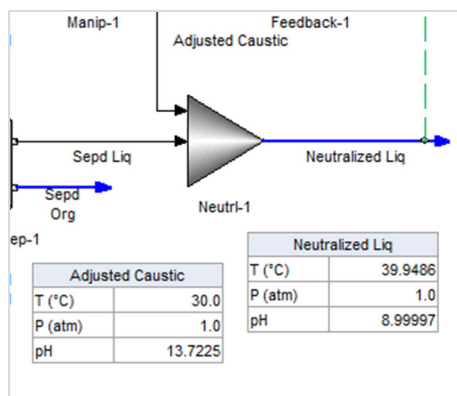 Manip-1
Feedback-1
Adjusted Caustic
Sepd Liq
Neutralized Liq
Sepd
Org
Neutrl-1
ep-1
Adjusted Caustic
T (°C) 30.0
P (atm) 1.0
pH 13.7225
Neutralized Liq
T (°C) 39.9486
P (atm) 1.0
pH 8.99997